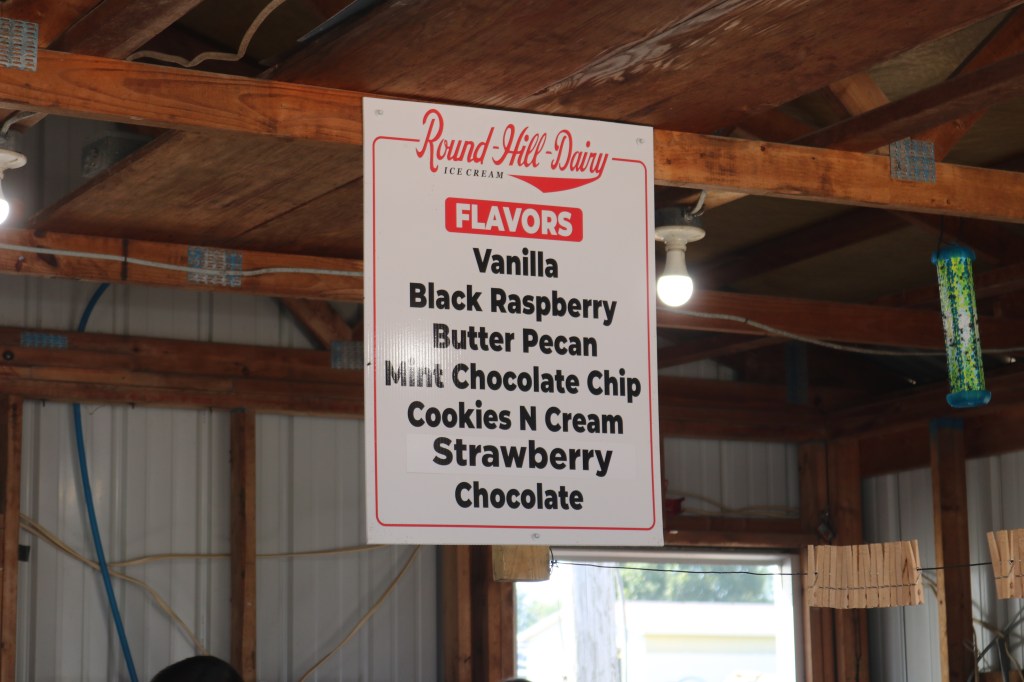 Round-Hill-Dairy
ICE CREAM
FLAVORS
Vanilla
Black Raspberry
Butter Pecan
Mint Chocolate Chip
Cookies N Cream
Strawberry
Chocolate